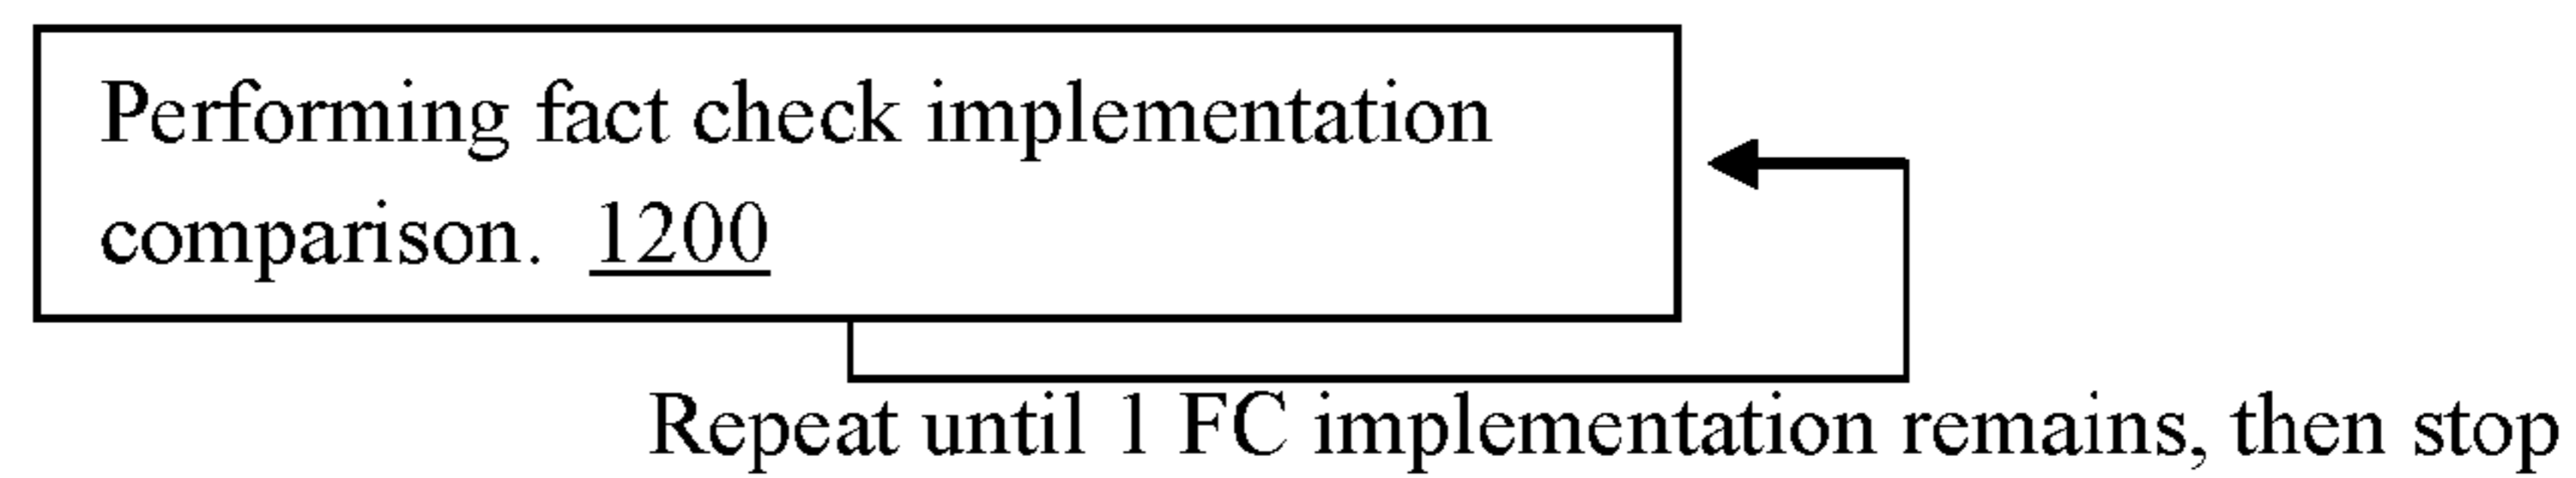 Performing fact check implementation
comparison. 1200
Repeat until 1 FC implementation remains, then stop